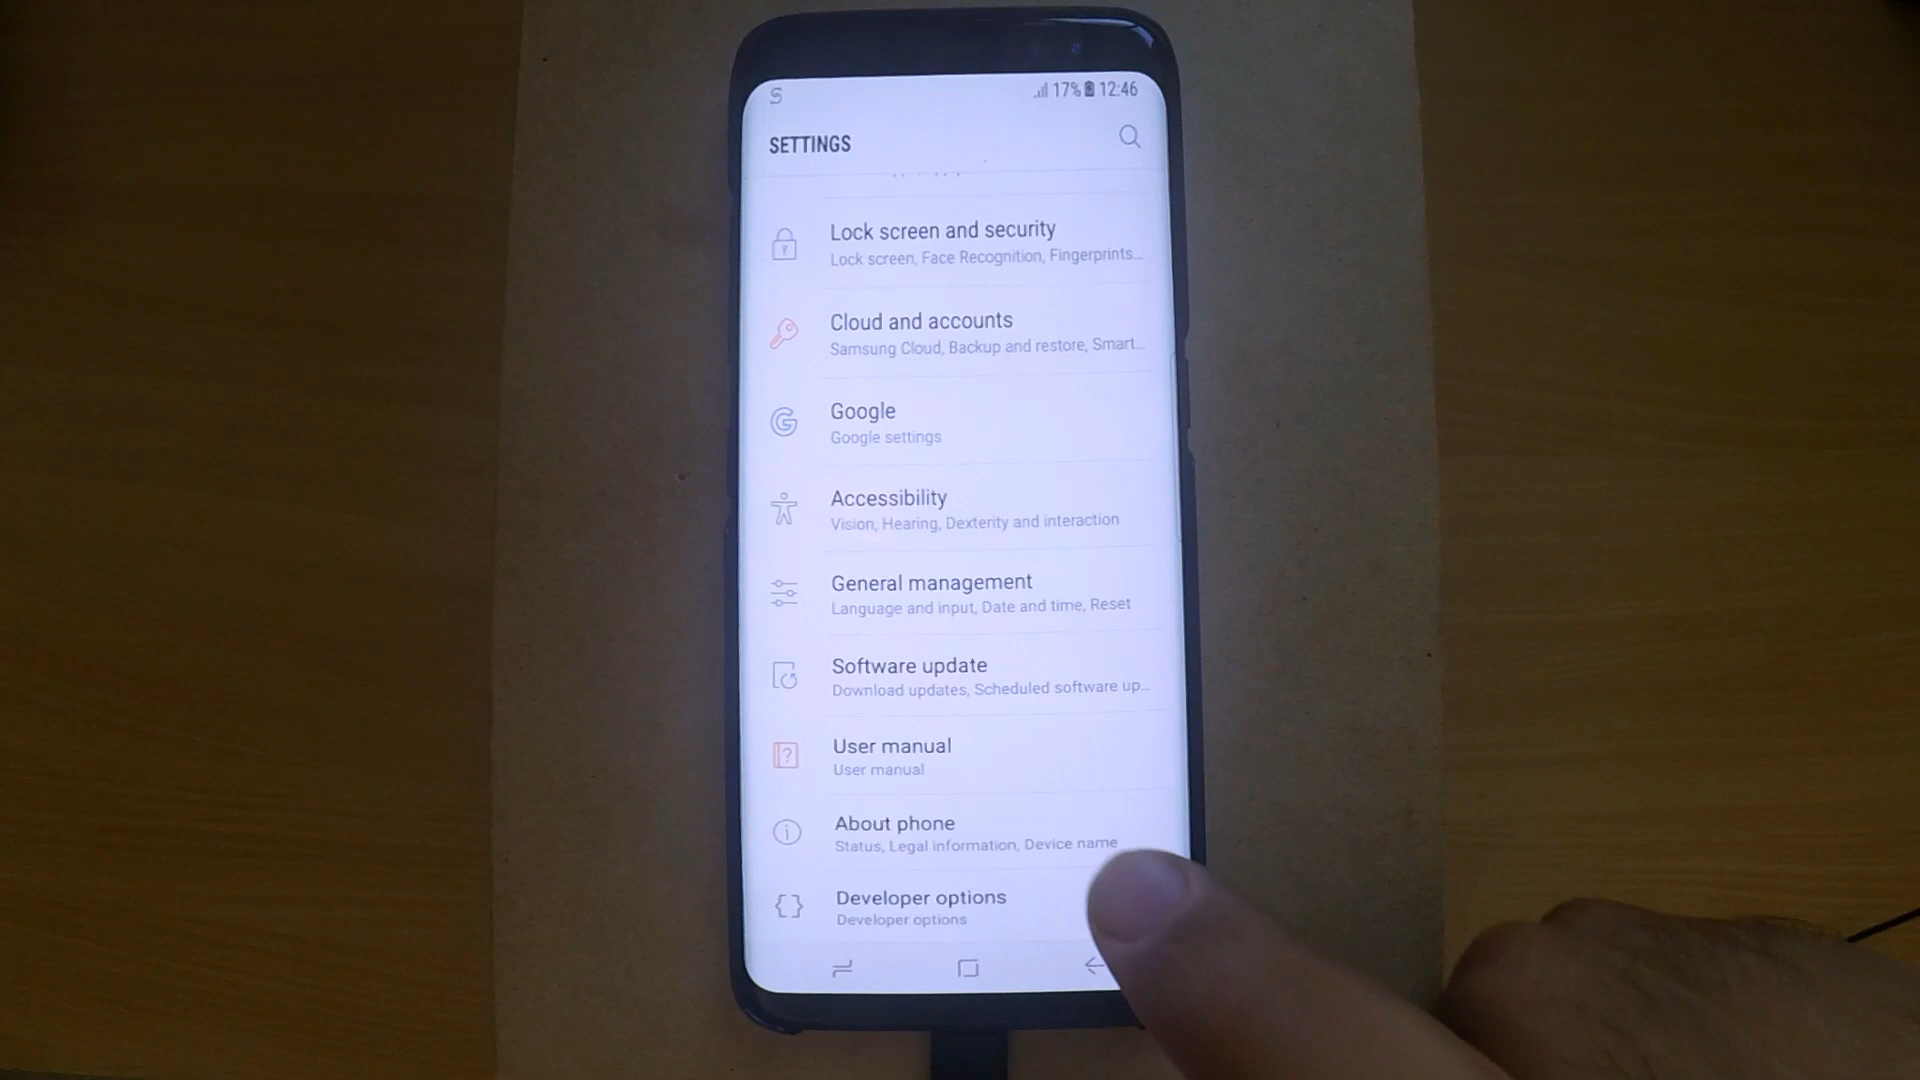 17% 12:46
SETTINGS
Lock screen and security
Lock screen, Face Recognition, Fingerprints...
Cloud and accounts
Samsung Cloud, Backup and restore, Smart...
Google
Google settings
Accessibility
Vision, Hearing, Dexterity and interaction
General management
Language and input, Date and time, Reset
Software update
Download updates, Scheduled software up...
User manual
User manual
About phone
Status, Legal information, Device name
Developer options
Developer options